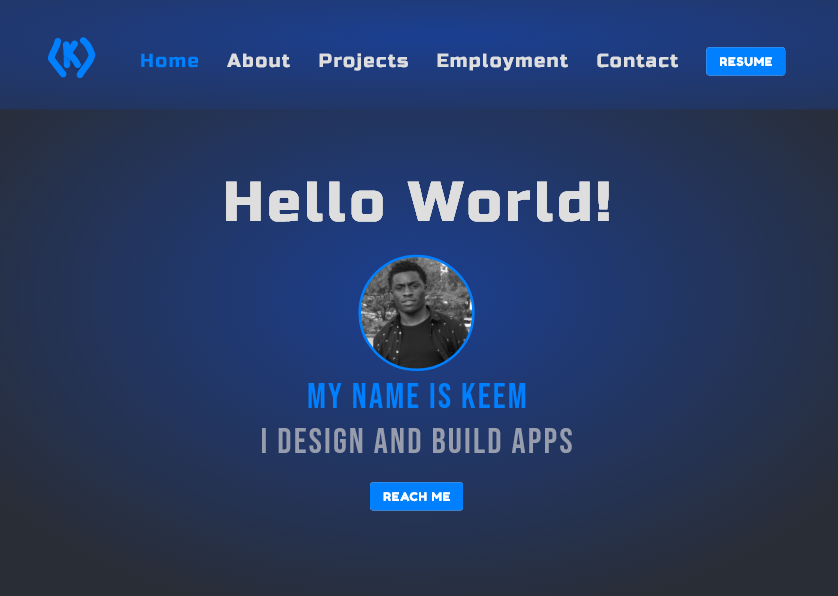 ⟨K⟩ Home About Projects Employment Contact RESUME
Hello World!
MY NAME IS KEEM
I DESIGN AND BUILD APPS
REACH ME